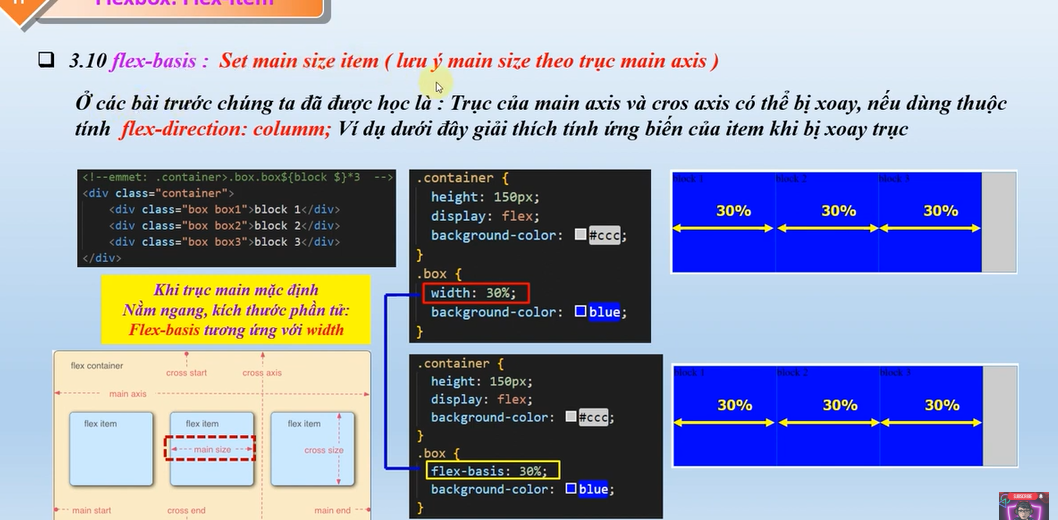 Flexbox: Flex-item
3.10 flex-basis : Set main size item ( lưu ý main size theo trục main axis )
Ở các bài trước chúng ta đã được học là : Trục của main axis và cros axis có thể bị xoay, nếu dùng thuộc
tính flex-direction: columm; Ví dụ dưới đây giải thích tính ứng biến của item khi bị xoay trục
<!--emmet: .container>.box.box${block $}*3 -->
<div class="container">
<div class="box box1">block 1</div>
<div class="box box2">block 2</div>
<div class="box box3">block 3</div>
</div>
Khi trục main mặc định
Nằm ngang, kích thước phần tử:
Flex-basis tương ứng với width
flex container
cross start
cross axis
main axis
flex item
flex item
flex item
main size
cross size
main start
cross end
main end
.container {
height: 150px;
display: flex;
background-color: #ccc;
}
.box {
width: 30%;
background-color: blue;
}
.container {
height: 150px;
display: flex;
background-color: #ccc;
}
.box {
flex-basis: 30%;
background-color: blue;
}
block 1 block 2 block 3
30% 30% 30%
block 1 block 2 block 3
30% 30% 30%
SUBSCRIBE